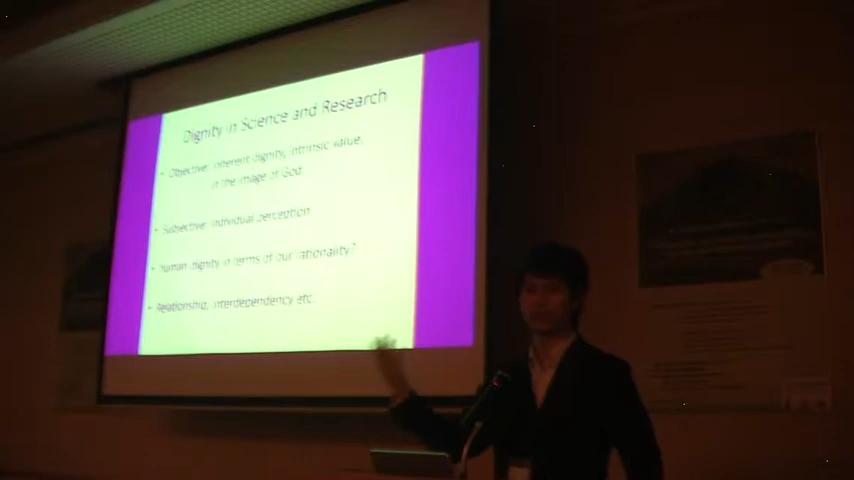 Dignity in Science and Research
• Objective: inherent dignity, intrinsic value,
in the image of God
• Subjective: individual perception
• human dignity in terms of our rationality?
• Relationship, interdependency etc.